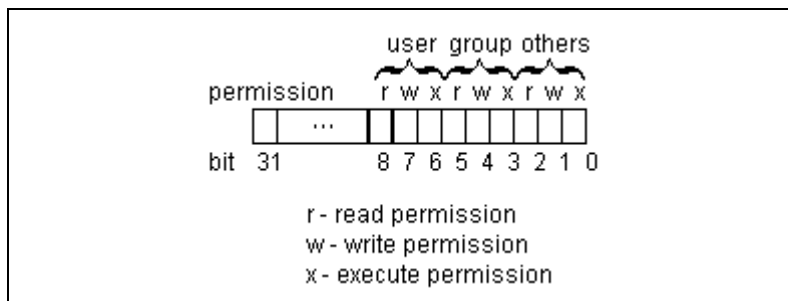 user group others
permission r w x r w x r w x
...
bit 31 8 7 6 5 4 3 2 1 0
r - read permission
w - write permission
x - execute permission